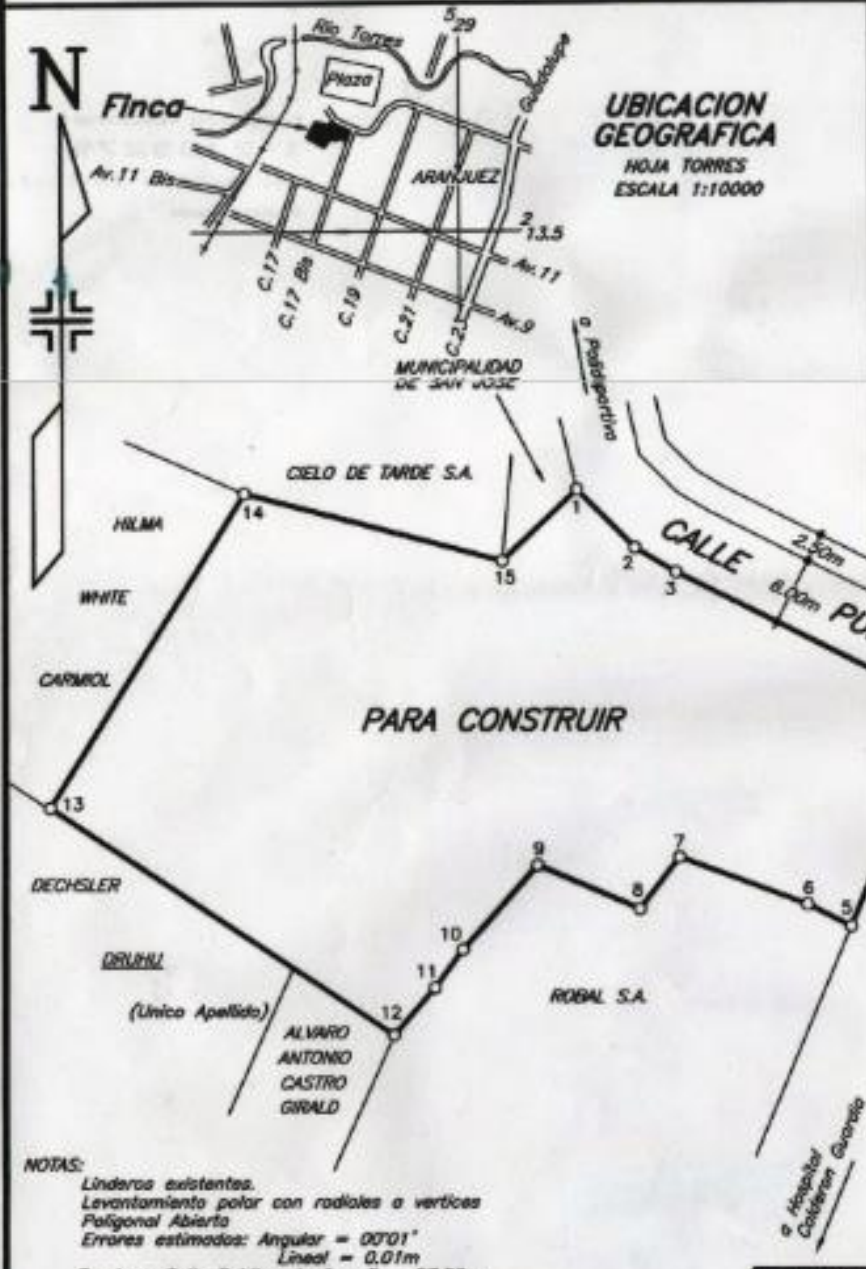 N
Rio Torres
5
29
Plaza
Guadalupe
Finca
Av.11 Bis
ARANJUEZ
2
13.5
C.17
C.17 Bis
C.19
C.21
Av.11
Av.9
UBICACION
GEOGRAFICA
HOJA TORRES
ESCALA 1:10000
MUNICIPALIDAD
DE SAN JOSE
a Polideportivo
CIELO DE TARDE S.A.
14
15
1
2
3
CALLE
2.50m
8.00m
HILMA
WHITE
CARMIOL
PARA CONSTRUIR
13
9
7
8
6
5
10
11
12
DECHSLER
DRUHU
(Unico Apellido)
ALVARO
ANTONIO
CASTRO
GIRALD
ROBAL S.A.
a Hospital
Calderon Guardia
NOTAS:
Linderos existentes.
Levantamiento polar con radiales a vertices
Poligonal Abierta
Errores estimados: Angular = 00°01'
Lineal = 0.01m